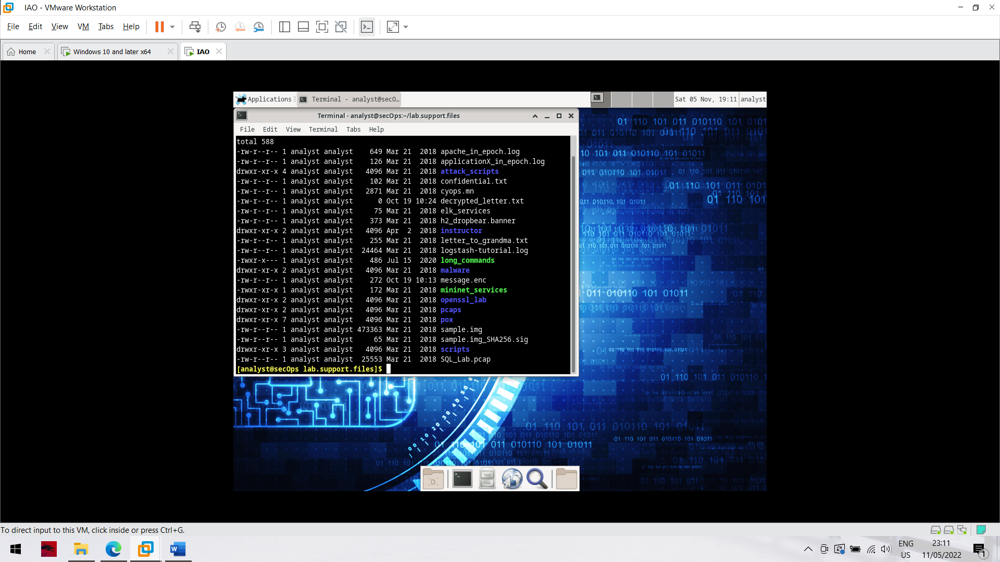 IAO - VMware Workstation
File Edit View VM Tabs Help
Home Windows 10 and later x64 IAO
Applications Terminal - analyst@secO... Sat 05 Nov, 19:11 analyst
Terminal - analyst@secOps:~/lab.support.files
File Edit View Terminal Tabs Help
total 588
-rw-r--r-- 1 analyst analyst    649 Mar 21  2018 apache_in_epoch.log
-rw-r--r-- 1 analyst analyst    126 Mar 21  2018 applicationX_in_epoch.log
drwxr-xr-x 4 analyst analyst   4096 Mar 21  2018 attack_scripts
-rw-r--r-- 1 analyst analyst    102 Mar 21  2018 confidential.txt
-rw-r--r-- 1 analyst analyst   2871 Mar 21  2018 cyops.mn
-rw-r--r-- 1 analyst analyst      0 Oct 19 10:24 decrypted_letter.txt
-rw-r--r-- 1 analyst analyst     75 Mar 21  2018 elk_services
-rw-r--r-- 1 analyst analyst    373 Mar 21  2018 h2_dropbear.banner
drwxr-xr-x 2 analyst analyst   4096 Apr  2  2018 instructor
-rw-r--r-- 1 analyst analyst    255 Mar 21  2018 letter_to_grandma.txt
-rw-r--r-- 1 analyst analyst  24464 Mar 21  2018 logstash-tutorial.log
-rwxr-x--- 1 analyst analyst    486 Jul 15  2020 long_commands
drwxr-xr-x 2 analyst analyst   4096 Mar 21  2018 malware
-rw-r--r-- 1 analyst analyst    272 Oct 19 10:13 message.enc
-rwxr-xr-x 1 analyst analyst    172 Mar 21  2018 mininet_services
drwxr-xr-x 2 analyst analyst   4096 Mar 21  2018 openssl_lab
drwxr-xr-x 2 analyst analyst   4096 Mar 21  2018 pcaps
drwxr-xr-x 7 analyst analyst   4096 Mar 21  2018 pox
-rw-r--r-- 1 analyst analyst 473363 Mar 21  2018 sample.img
-rw-r--r-- 1 analyst analyst     65 Mar 21  2018 sample.img_SHA256.sig
drwxr-xr-x 3 analyst analyst   4096 Mar 21  2018 scripts
-rw-r--r-- 1 analyst analyst  25553 Mar 21  2018 SQL_Lab.pcap
[analyst@secOps lab.support.files]$
00 10 20 30 40 50
01 110 101 011 010110 101 01011
To direct input to this VM, click inside or press Ctrl+G.
ENG
US
23:11
11/05/2022
1